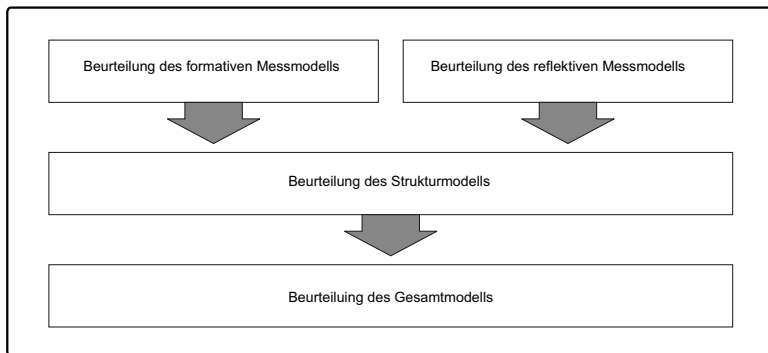 Beurteilung des formativen Messmodells
Beurteilung des reflektiven Messmodells
Beurteilung des Strukturmodells
Beurteiluing des Gesamtmodells